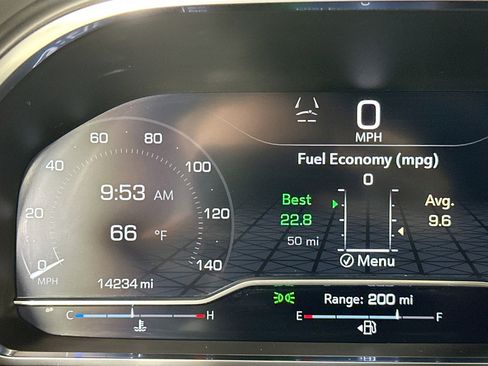 0
MPH
Fuel Economy (mpg)
0
Best
22.8
50 mi
Avg.
9.6
Menu
80
60
100
40
9:53 AM
120
20
66 °F
0
140
MPH
14234 mi
Range: 200 mi
C H
E F